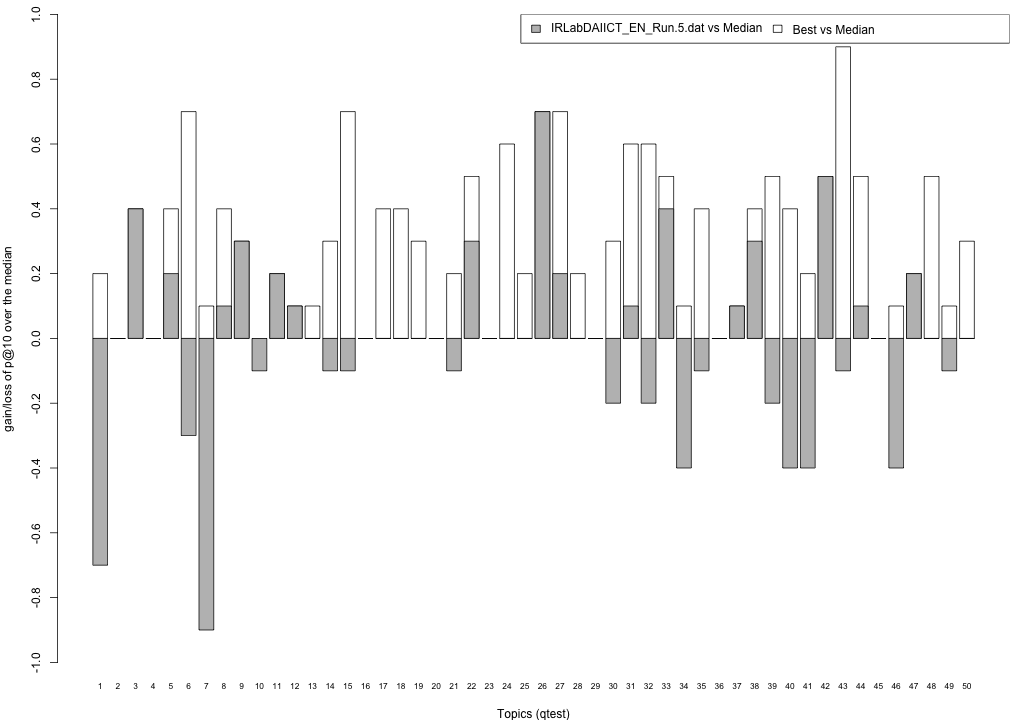 IRLabDAIICT_EN_Run.5.dat vs Median Best vs Median
gain/loss of p@10 over the median
1.0
0.8
0.6
0.4
0.2
0.0
-0.2
-0.4
-0.6
-0.8
-1.0
1 2 3 4 5 6 7 8 9 10 11 12 13 14 15 16 17 18 19 20 21 22 23 24 25 26 27 28 29 30 31 32 33 34 35 36 37 38 39 40 41 42 43 44 45 46 47 48 49 50
Topics (qtest)